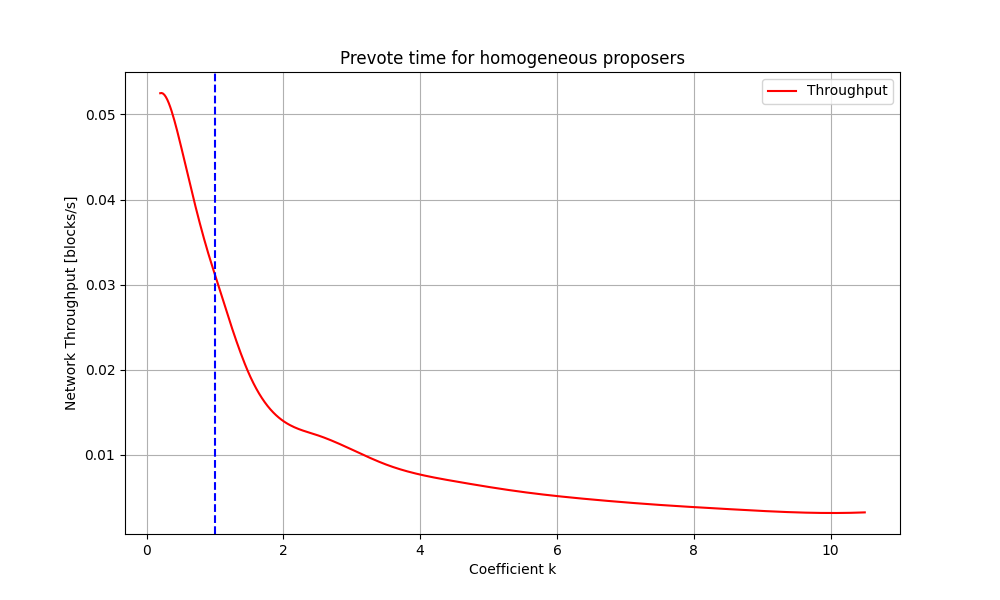 Prevote time for homogeneous proposers
Throughput
Network Throughput [blocks/s]
0.05
0.04
0.03
0.02
0.01
0 2 4 6 8 10
Coefficient k